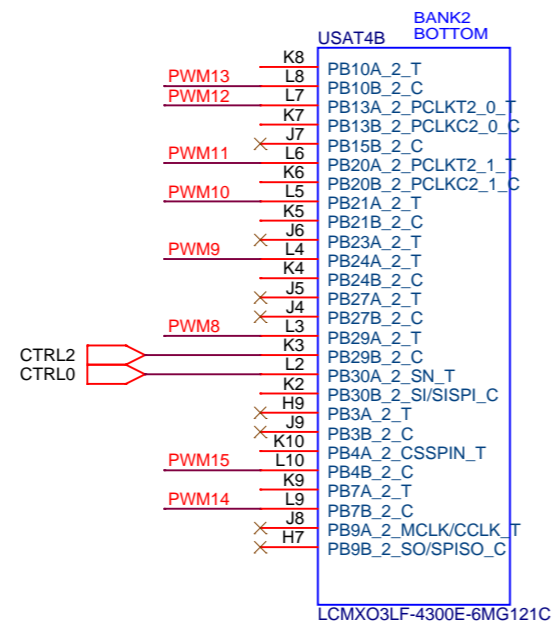 BANK2
BOTTOM
USAT4B
K8 PB10A_2_T
PWM13 L8 PB10B_2_C
PWM12 L7 PB13A_2_PCLKT2_0_T
K7 PB13B_2_PCLKC2_0_C
J7 PB15B_2_C
PWM11 L6 PB20A_2_PCLKT2_1_T
K6 PB20B_2_PCLKC2_1_C
PWM10 L5 PB21A_2_T
K5 PB21B_2_C
J6 PB23A_2_T
PWM9 L4 PB24A_2_T
K4 PB24B_2_C
J5 PB27A_2_T
J4 PB27B_2_C
PWM8 L3 PB29A_2_T
CTRL2 K3 PB29B_2_C
CTRL0 L2 PB30A_2_SN_T
K2 PB30B_2_SI/SISPI_C
H9 PB3A_2_T
J9 PB3B_2_C
K10 PB4A_2_CSSPIN_T
PWM15 L10 PB4B_2_C
K9 PB7A_2_T
PWM14 L9 PB7B_2_C
J8 PB9A_2_MCLK/CCLK_T
H7 PB9B_2_SO/SPISO_C
LCMXO3LF-4300E-6MG121C